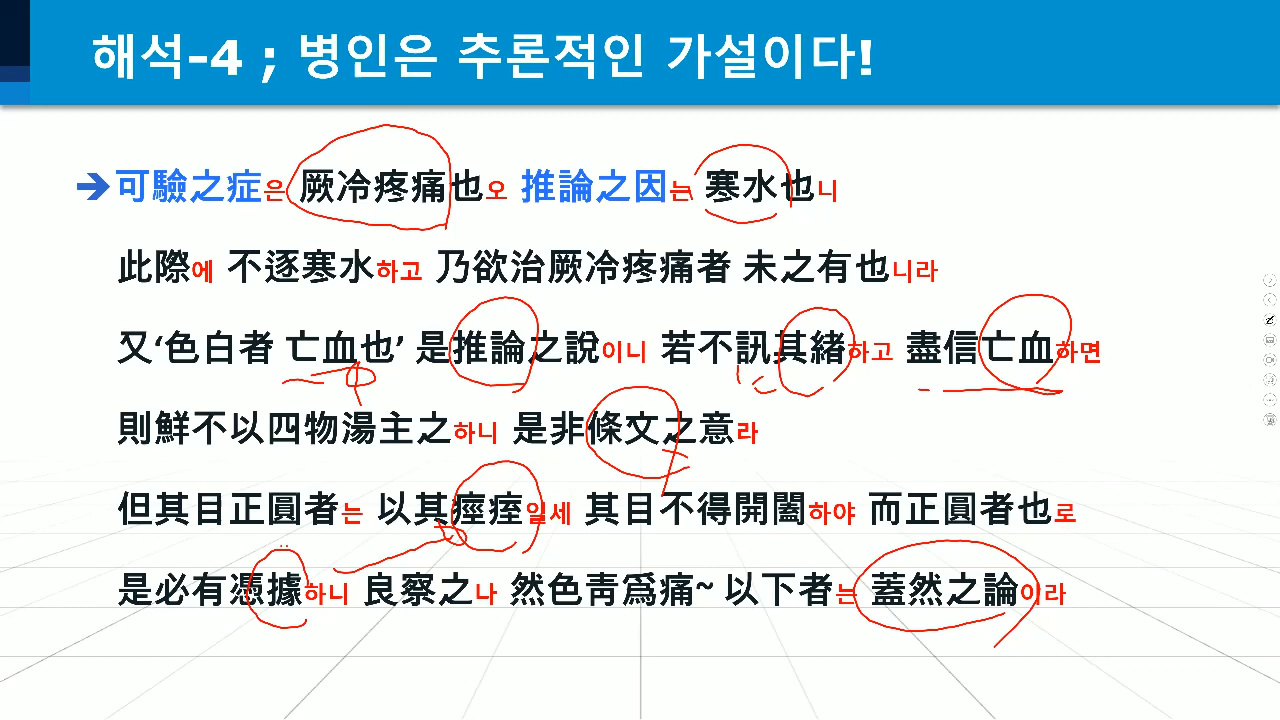 해석-4 ; 병인은 추론적인 가설이다!
➔可驗之症은 厥冷疼痛也오 推論之因는 寒水也니
此際에 不逐寒水하고 乃欲治厥冷疼痛者 未之有也니라
又‘色白者 亡血也’ 是推論之說이니 若不訊其緖하고 盡信亡血하면
則鮮不以四物湯主之하니 是非條文之意라
但其目正圓者는 以其痙痓일세 其目不得開闔하야 而正圓者也로
是必有憑據하니 良察之나 然色靑爲痛~ 以下者는 蓋然之論이라